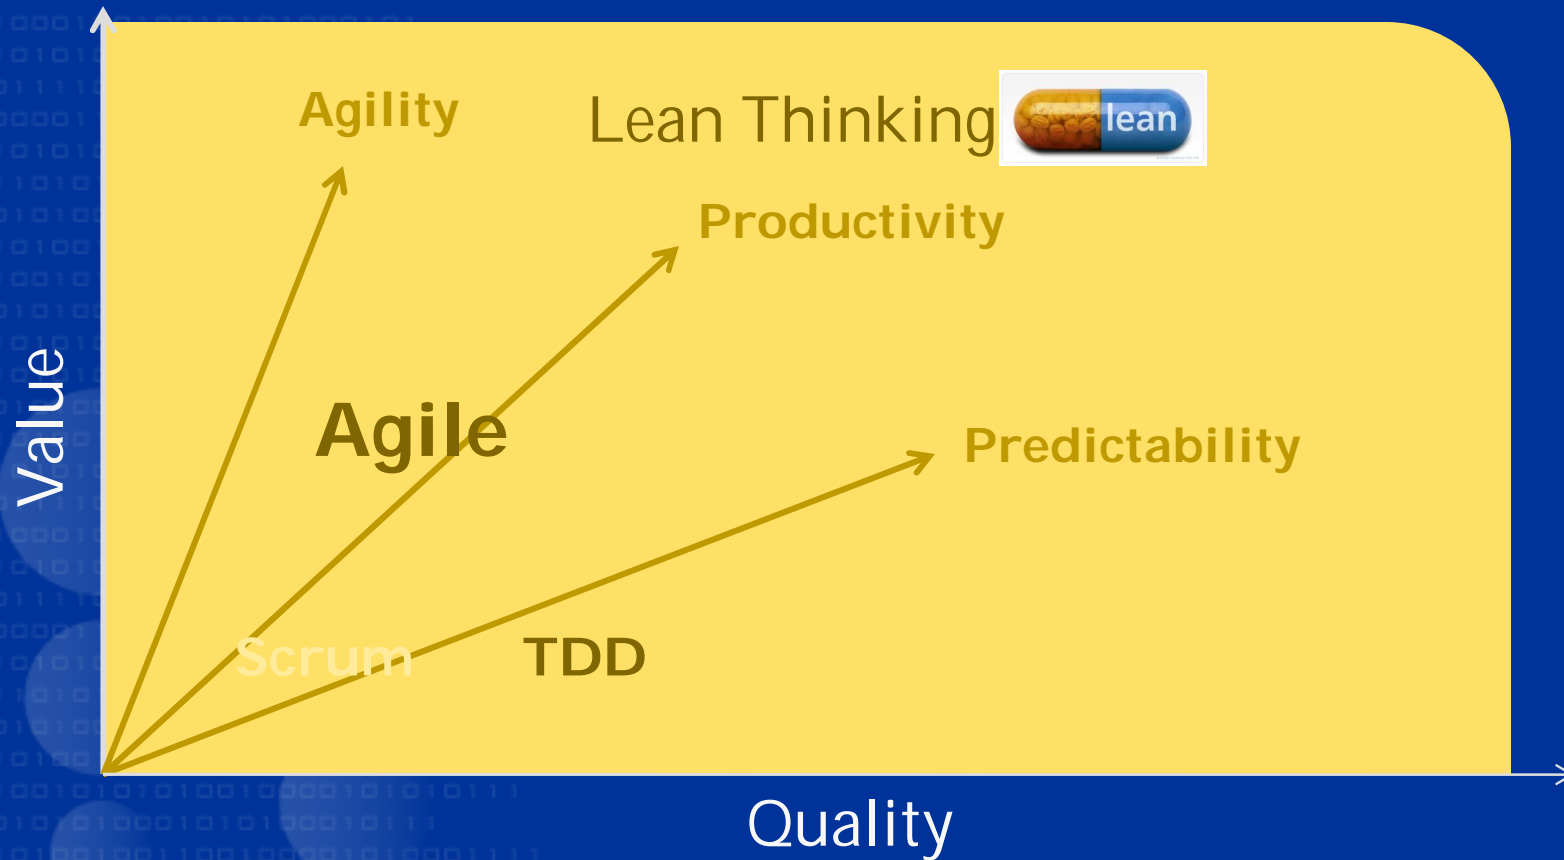 Agility
Lean Thinking
lean
Productivity
Value
Agile
Predictability
Scrum
TDD
Quality